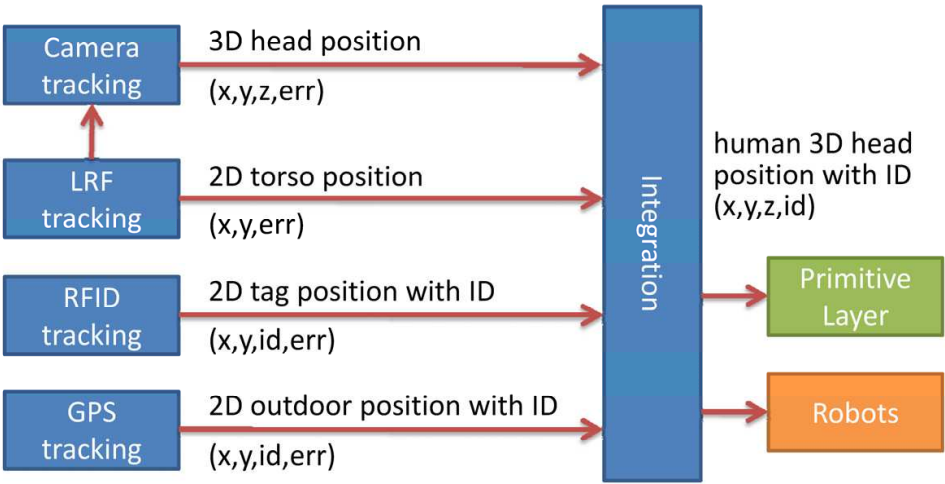 Camera
tracking
3D head position
(x,y,z,err)
LRF
tracking
2D torso position
(x,y,err)
RFID
tracking
2D tag position with ID
(x,y,id,err)
GPS
tracking
2D outdoor position with ID
(x,y,id,err)
Integration
human 3D head
position with ID
(x,y,z,id)
Primitive
Layer
Robots